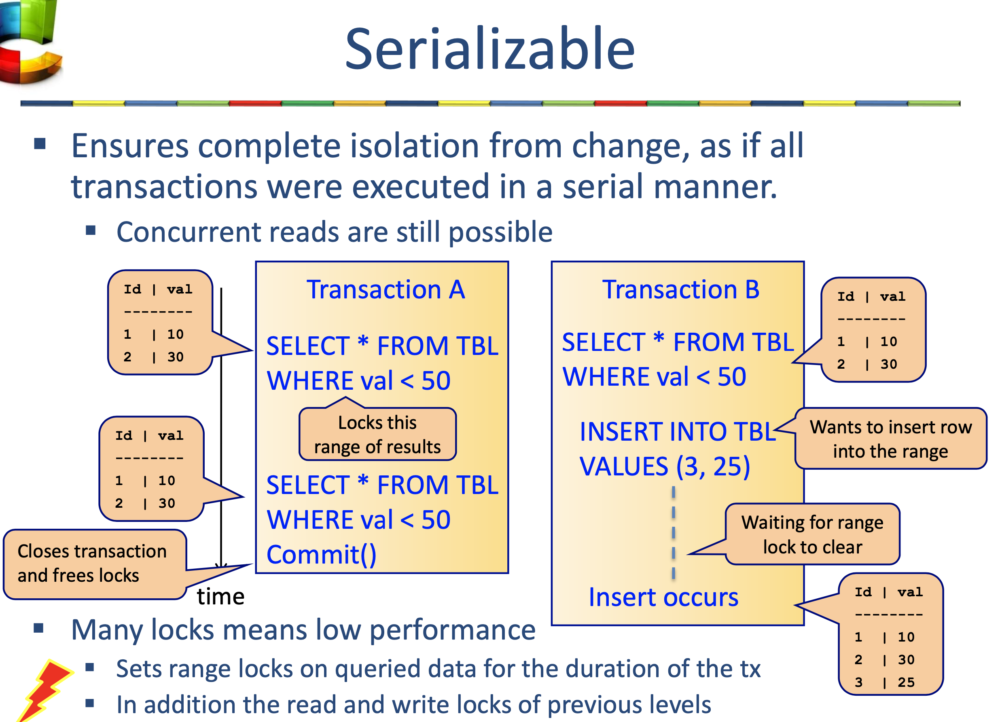 Serializable
Ensures complete isolation from change, as if all
transactions were executed in a serial manner.
Concurrent reads are still possible
Id | val
--------
1 | 10
2 | 30
Transaction A
SELECT * FROM TBL
WHERE val < 50
Locks this
range of results
Id | val
--------
1 | 10
2 | 30
SELECT * FROM TBL
WHERE val < 50
Commit()
Closes transaction
and frees locks
time
Transaction B
SELECT * FROM TBL
WHERE val < 50
Id | val
--------
1 | 10
2 | 30
INSERT INTO TBL
VALUES (3, 25)
Wants to insert row
into the range
Waiting for range
lock to clear
Insert occurs
Id | val
--------
1 | 10
2 | 30
3 | 25
Many locks means low performance
Sets range locks on queried data for the duration of the tx
In addition the read and write locks of previous levels